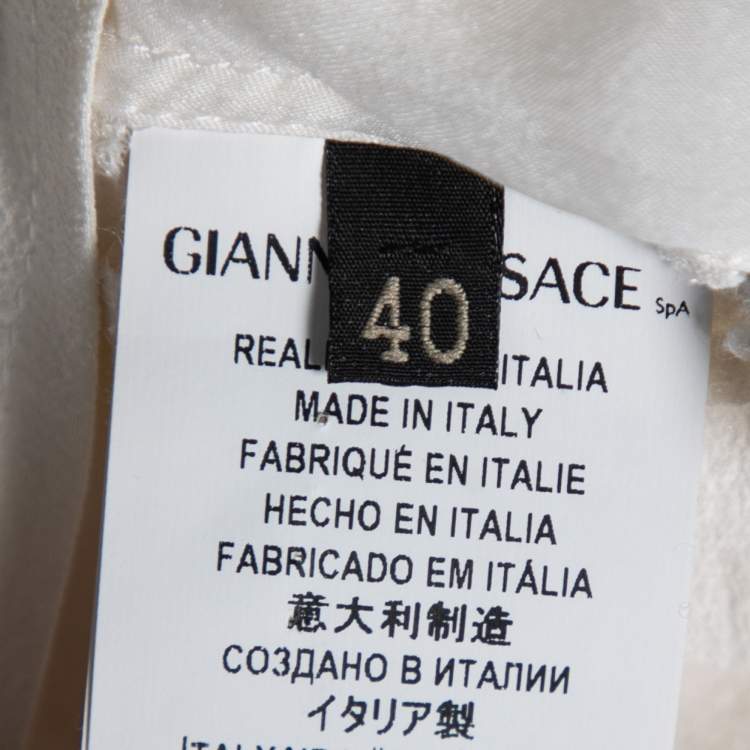 GIANN SACE SpA
40
REAL ITALIA
MADE IN ITALY
FABRIQUÉ EN ITALIE
HECHO EN ITALIA
FABRICADO EM ITÁLIA
意大利制造
СОЗДАНО В ИТАЛИИ
イタリア製